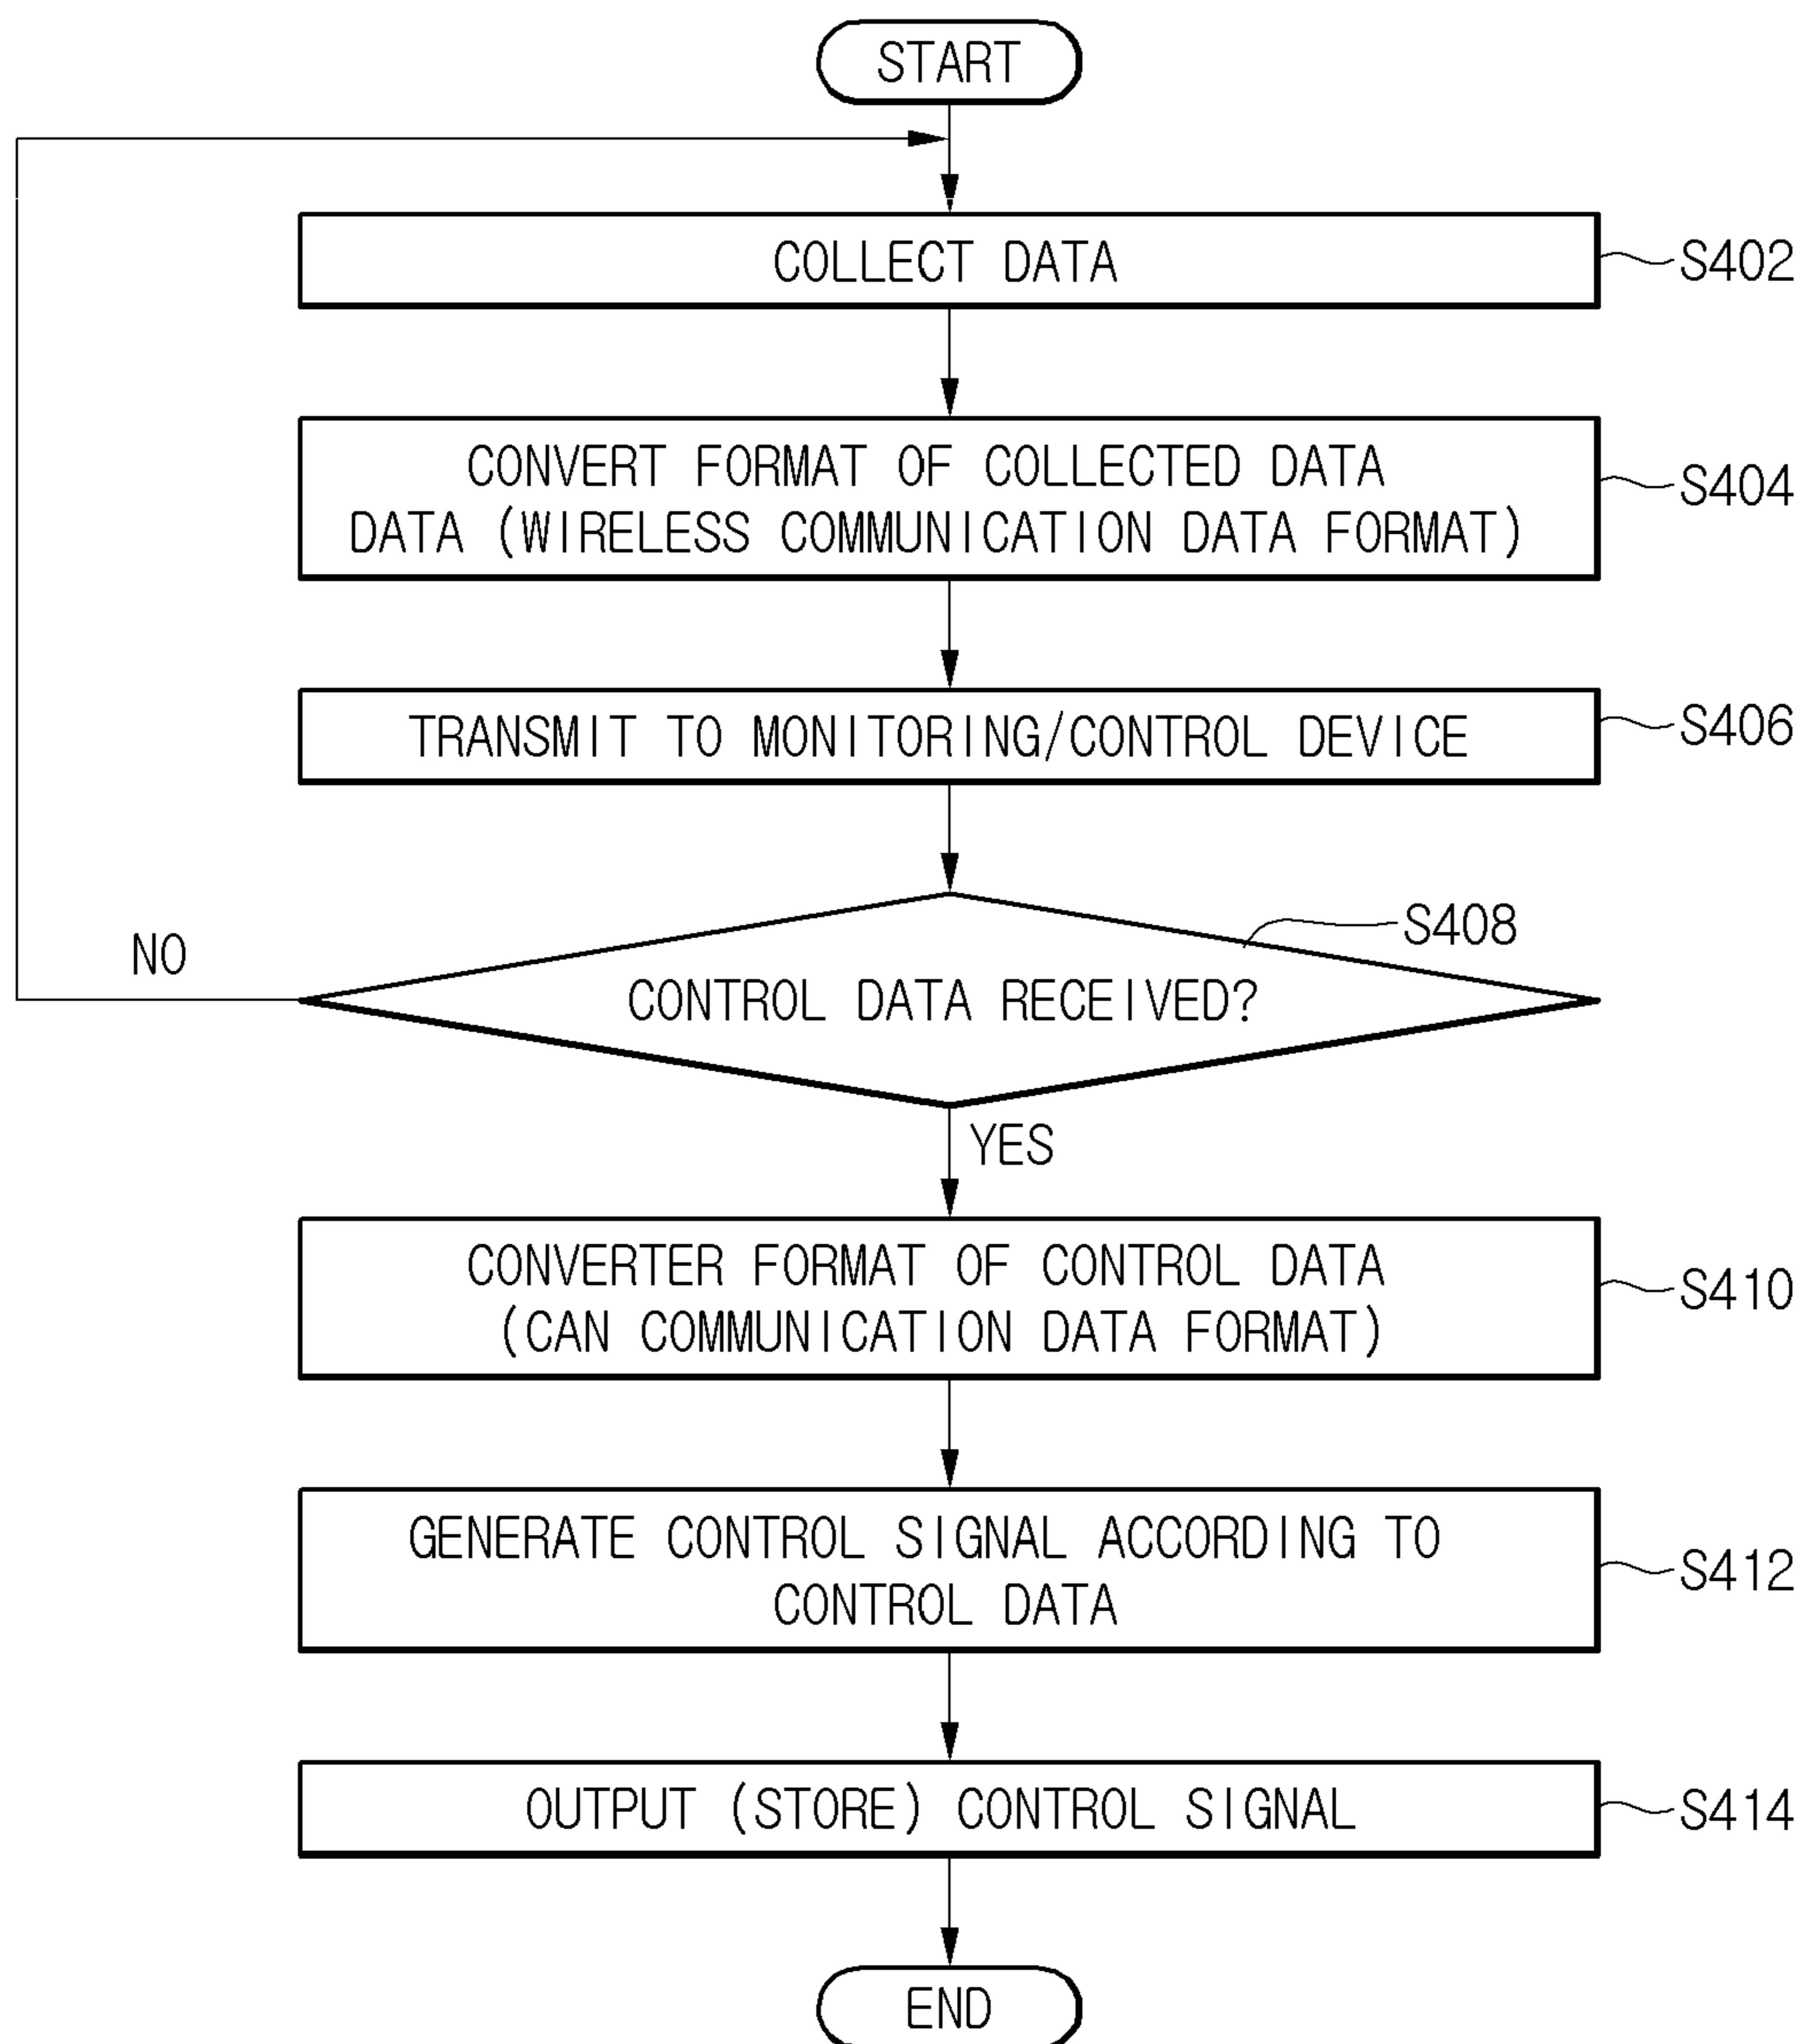 START
COLLECT DATA
S402
CONVERT FORMAT OF COLLECTED DATA
DATA (WIRELESS COMMUNICATION DATA FORMAT)
S404
TRANSMIT TO MONITORING/CONTROL DEVICE
S406
S408
NO
CONTROL DATA RECEIVED?
YES
CONVERTER FORMAT OF CONTROL DATA
(CAN COMMUNICATION DATA FORMAT)
S410
GENERATE CONTROL SIGNAL ACCORDING TO
CONTROL DATA
S412
OUTPUT (STORE) CONTROL SIGNAL
S414
END